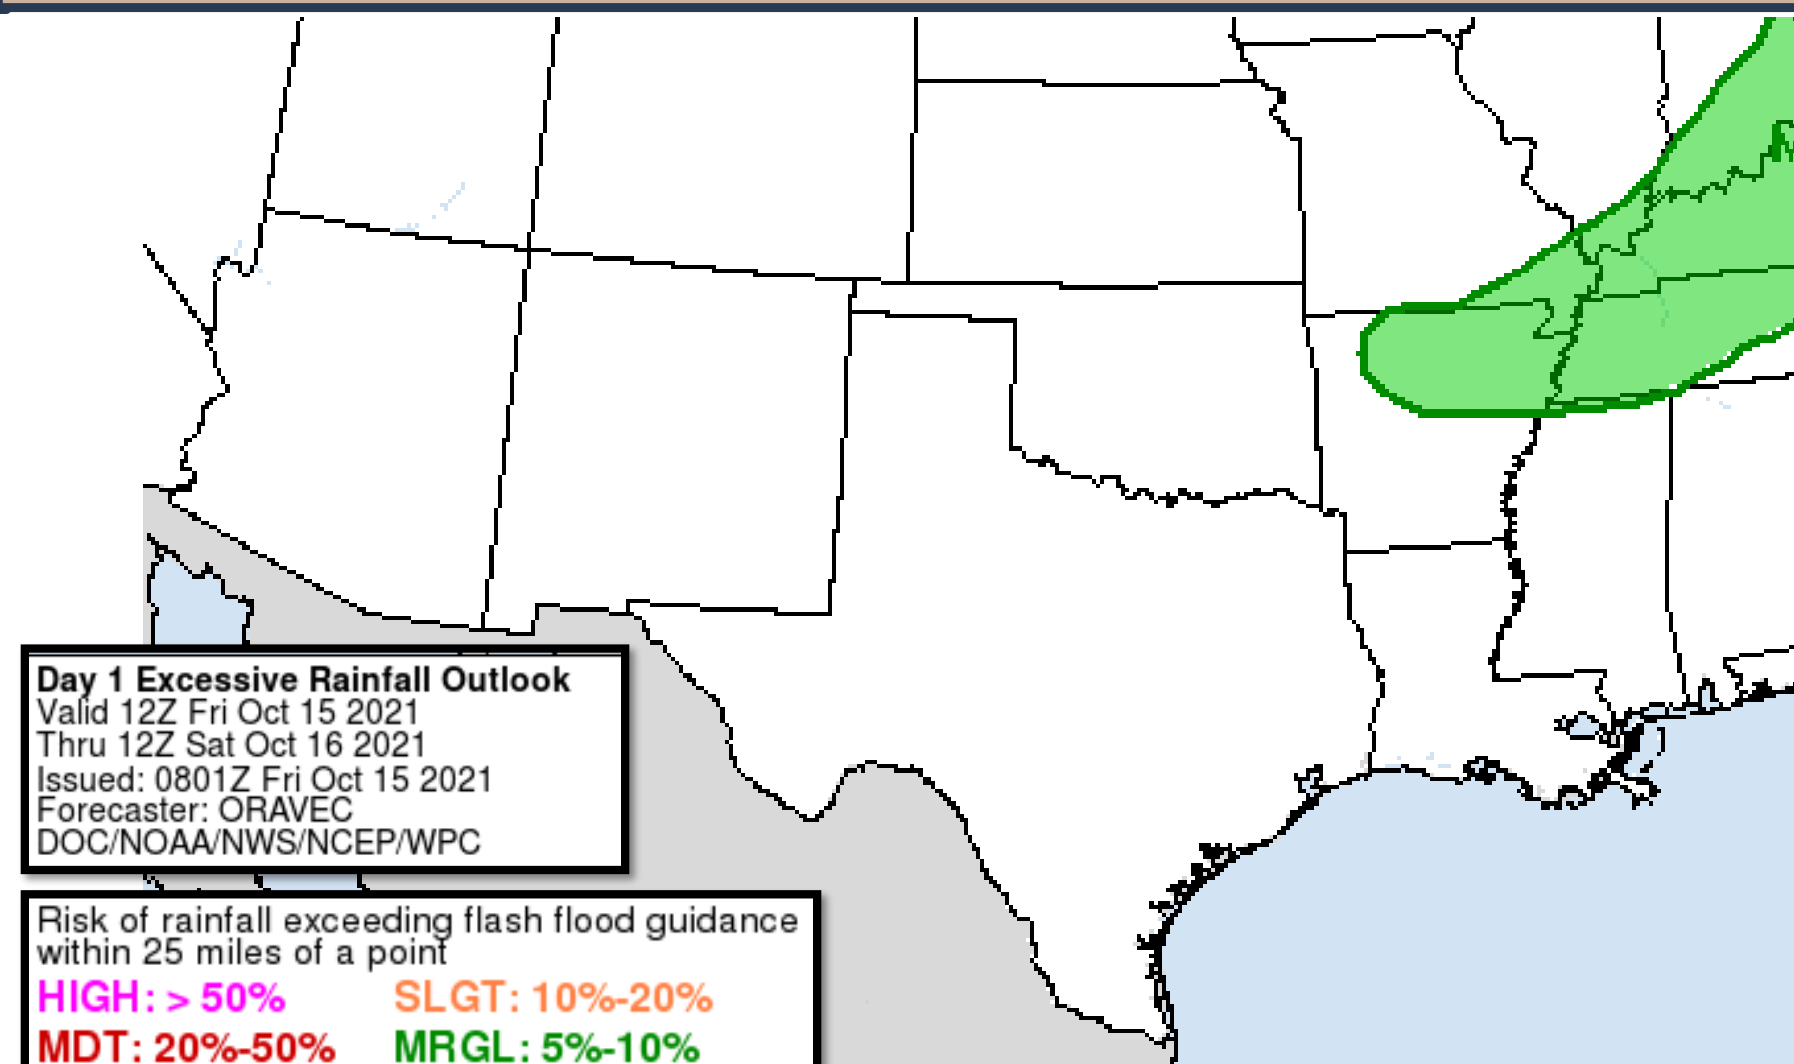 Day 1 Excessive Rainfall Outlook
Valid 12Z Fri Oct 15 2021
Thru 12Z Sat Oct 16 2021
Issued: 0801Z Fri Oct 15 2021
Forecaster: ORAVEC
DOC/NOAA/NWS/NCEP/WPC
Risk of rainfall exceeding flash flood guidance
within 25 miles of a point
HIGH: > 50% SLGT: 10%-20%
MDT: 20%-50% MRGL: 5%-10%